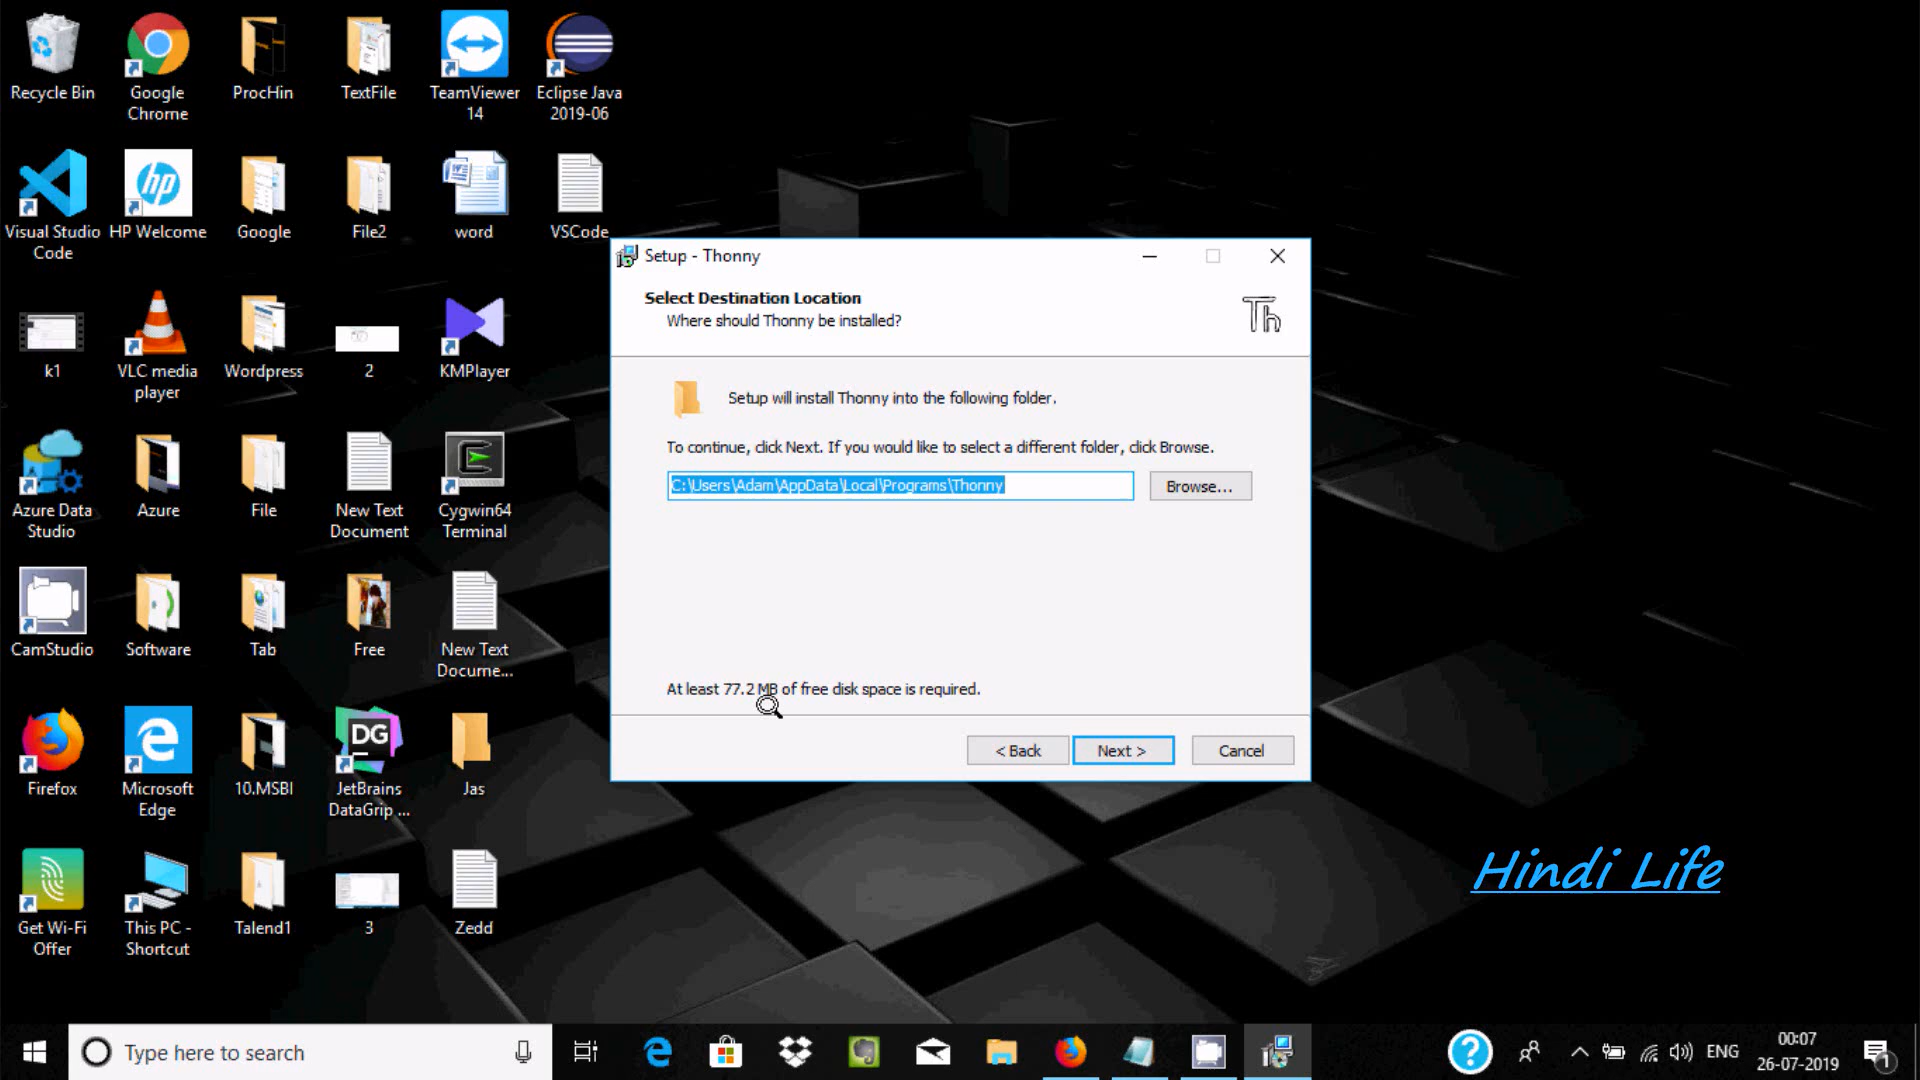 Recycle Bin
Google
Chrome
ProcHin
TextFile
TeamViewer
14
Eclipse Java
2019-06
Visual Studio
Code
hp
HP Welcome
Google
File2
word
VSCode
k1
VLC media
player
Wordpress
2
KMPlayer
Azure Data
Studio
Azure
File
New Text
Document
Cygwin64
Terminal
CamStudio
Software
Tab
Free
New Text
Docume...
Firefox
Microsoft
Edge
10.MSBI
DG
JetBrains
DataGrip ...
Jas
Get Wi-Fi
Offer
This PC -
Shortcut
Talend1
3
Zedd
Setup - Thonny
Select Destination Location
Where should Thonny be installed?
Th
Setup will install Thonny into the following folder.
To continue, click Next. If you would like to select a different folder, click Browse.
C:\Users\Adam\AppData\Local\Programs\Thonny
Browse...
At least 77.2 MB of free disk space is required.
< Back
Next >
Cancel
Hindi Life
Type here to search
ENG
00:07
26-07-2019
1